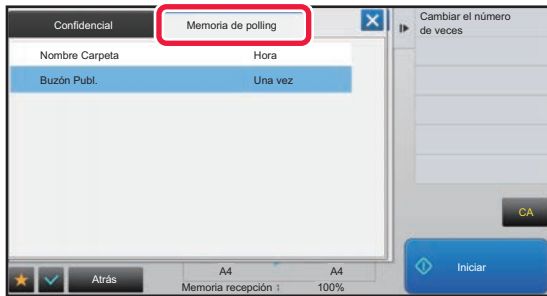 Confidencial
Memoria de polling
Nombre Carpeta
Hora
Buzón Publ.
Una vez
Cambiar el número
de veces
CA
Iniciar
Atrás
A4
A4
Memoria recepción :
100%